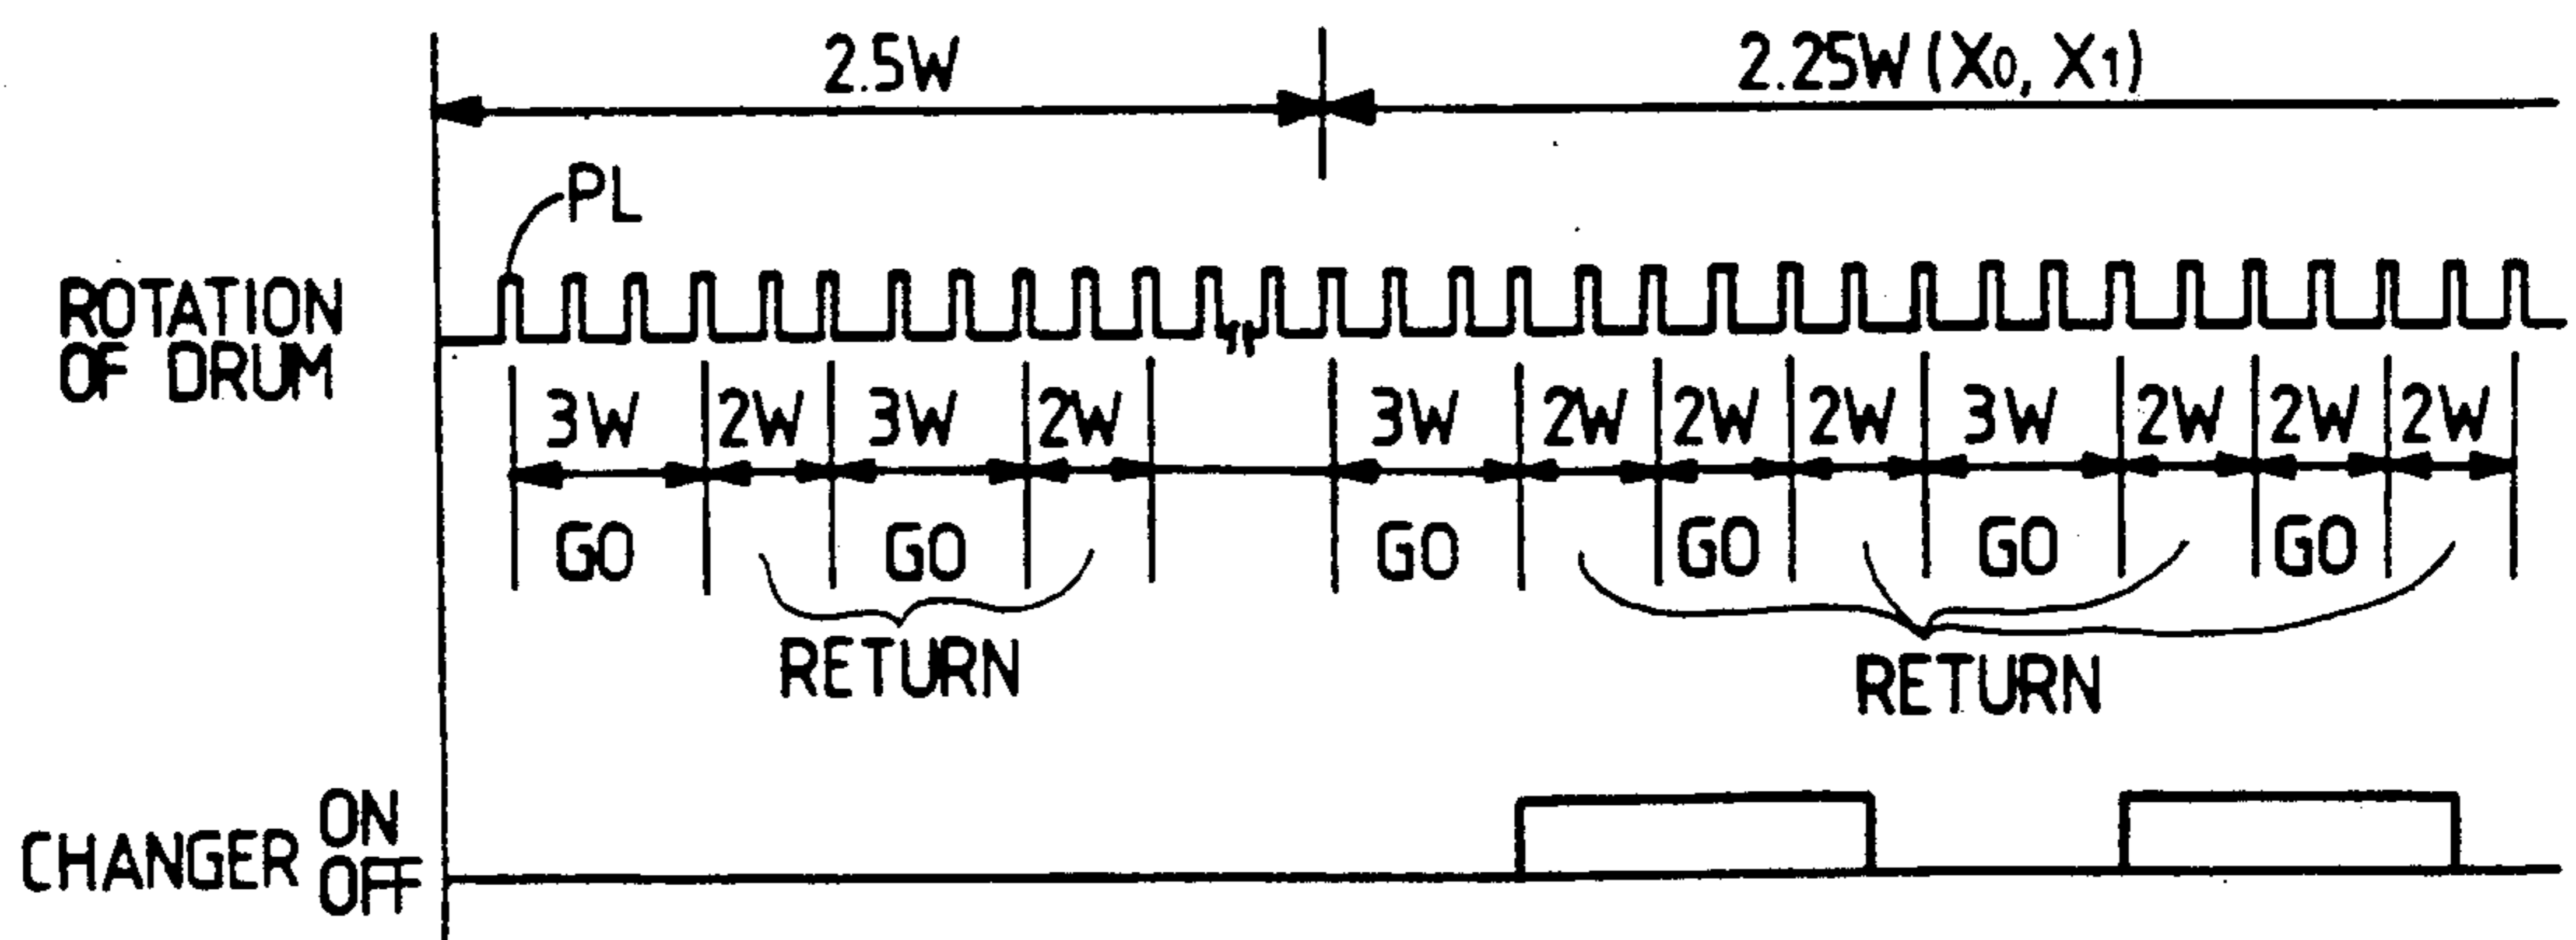 2.5W
2.25W (X0, X1)
PL
ROTATION
OF DRUM
3W 2W 3W 2W 3W 2W 2W 2W 3W 2W 2W 2W
GO GO GO GO GO GO
RETURN
RETURN
CHANGER ON
OFF